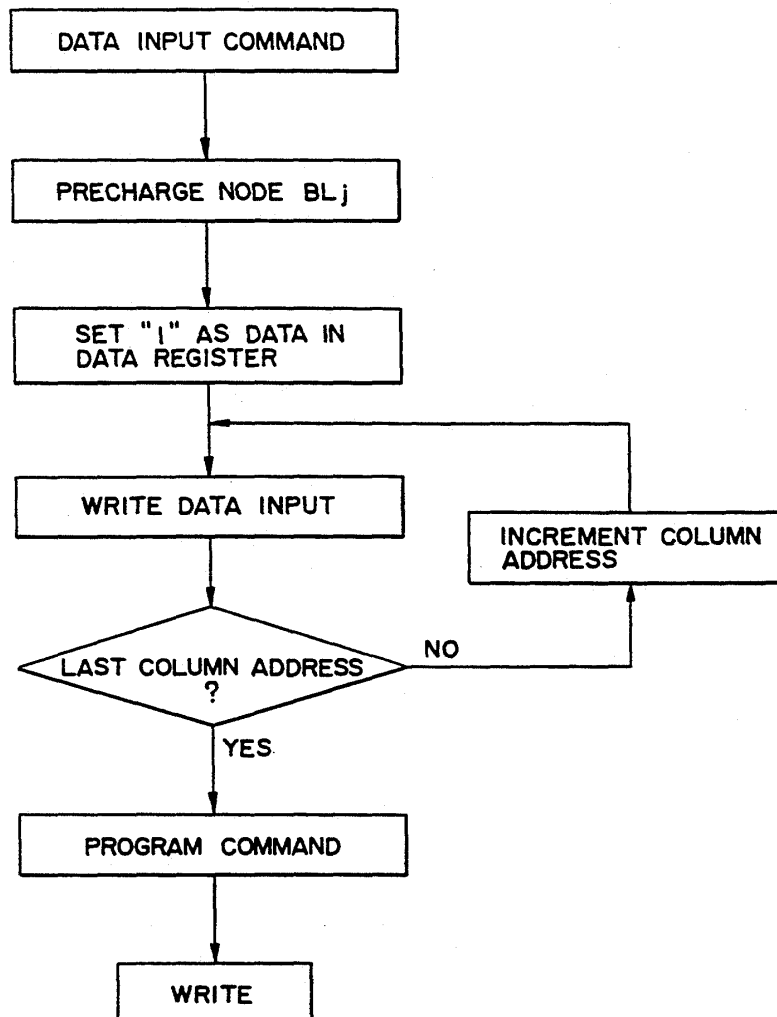 DATA INPUT COMMAND
PRECHARGE NODE BLj
SET "1" AS DATA IN
DATA REGISTER
WRITE DATA INPUT
INCREMENT COLUMN
ADDRESS
LAST COLUMN ADDRESS
?
NO
YES
PROGRAM COMMAND
WRITE